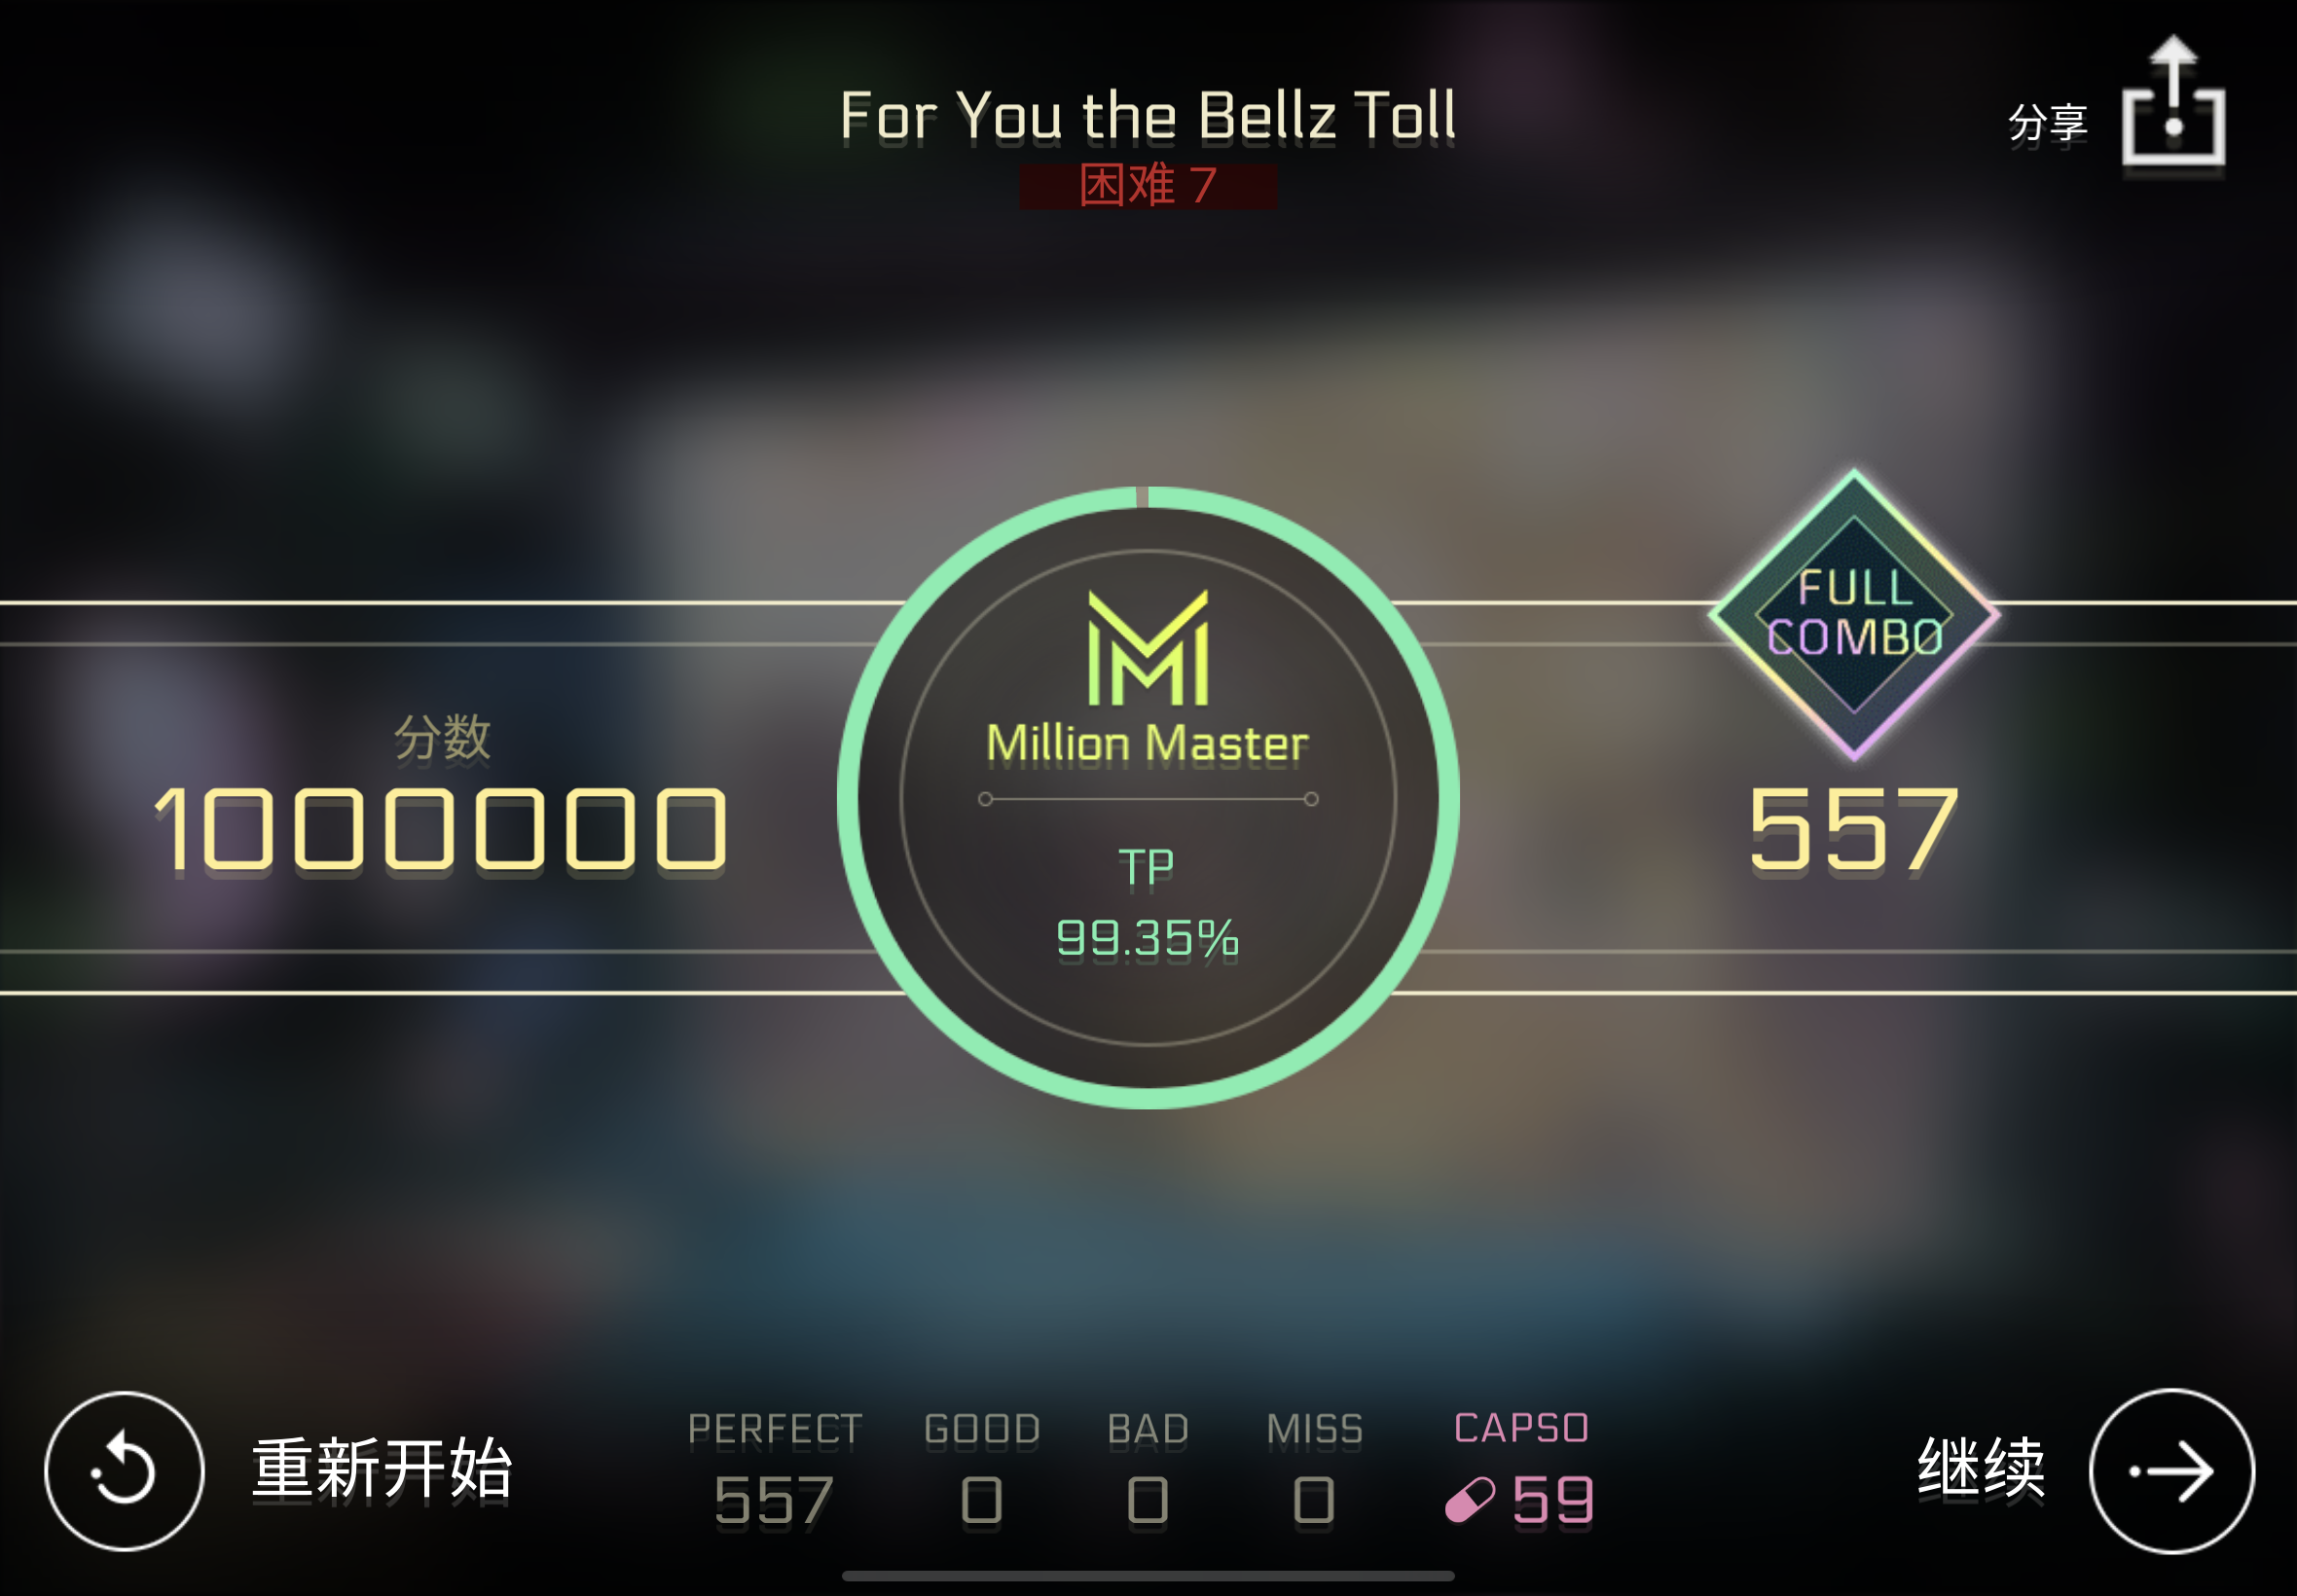 For You the Bellz Toll
困难 7
分享
FULL
COMBO
Million Master
分数
1000000
557
TP
99.35%
重新开始
PERFECT GOOD BAD MISS CAPSO
557 0 0 0 59
继续